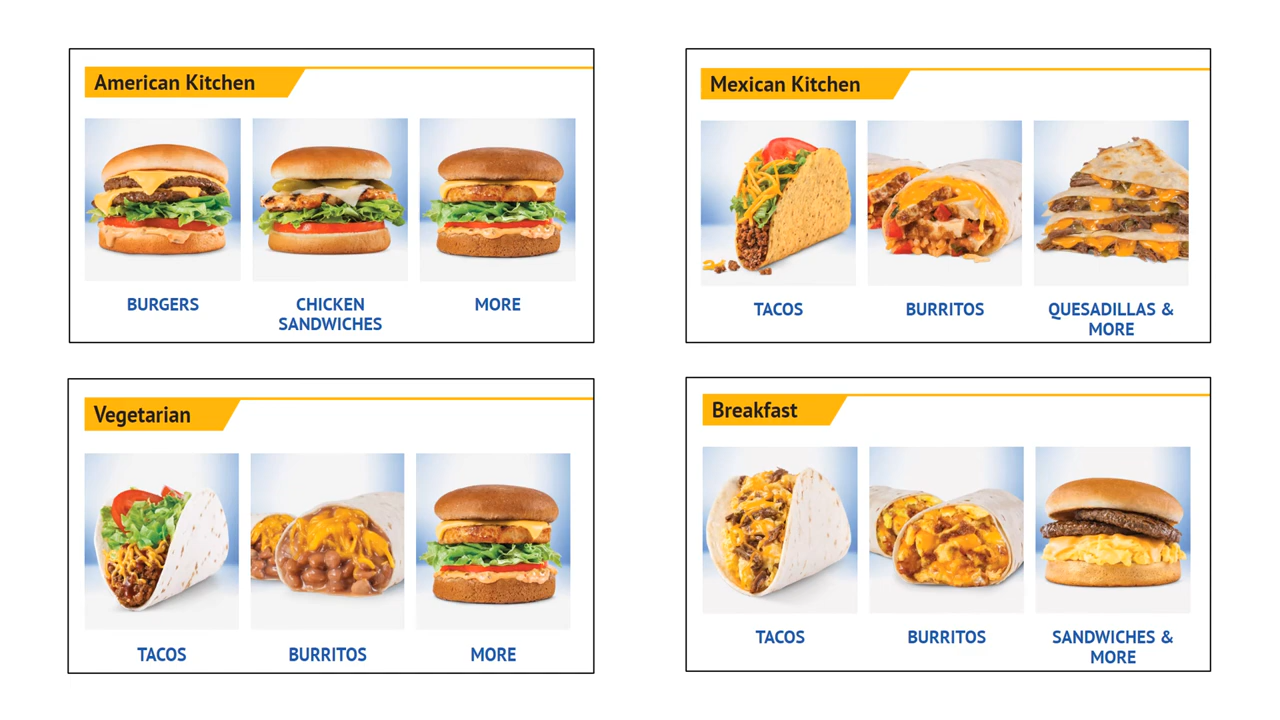 American Kitchen
BURGERS
CHICKEN
SANDWICHES
MORE
Mexican Kitchen
TACOS
BURRITOS
QUESADILLAS &
MORE
Vegetarian
TACOS
BURRITOS
MORE
Breakfast
TACOS
BURRITOS
SANDWICHES &
MORE